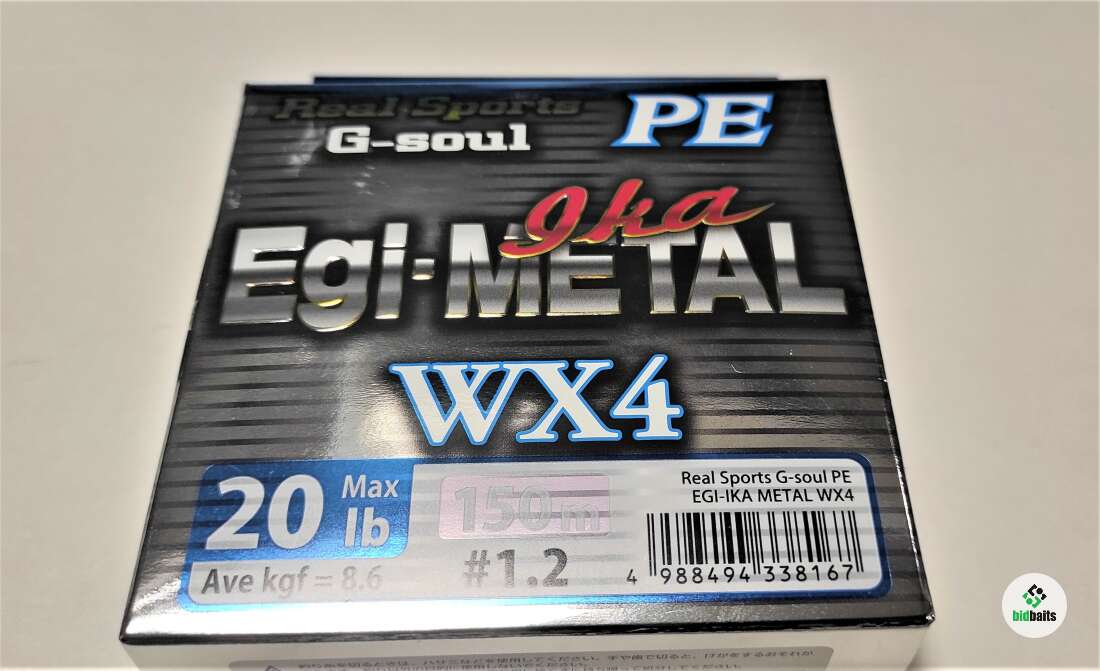 Real Sports
G-soul
PE
Ika
Egi-METAL
WX4
20 Max lb
Ave kgf = 8.6
150m
#1.2
Real Sports G-soul PE
EGI-IKA METAL WX4
4 988494 338167
bidbaits